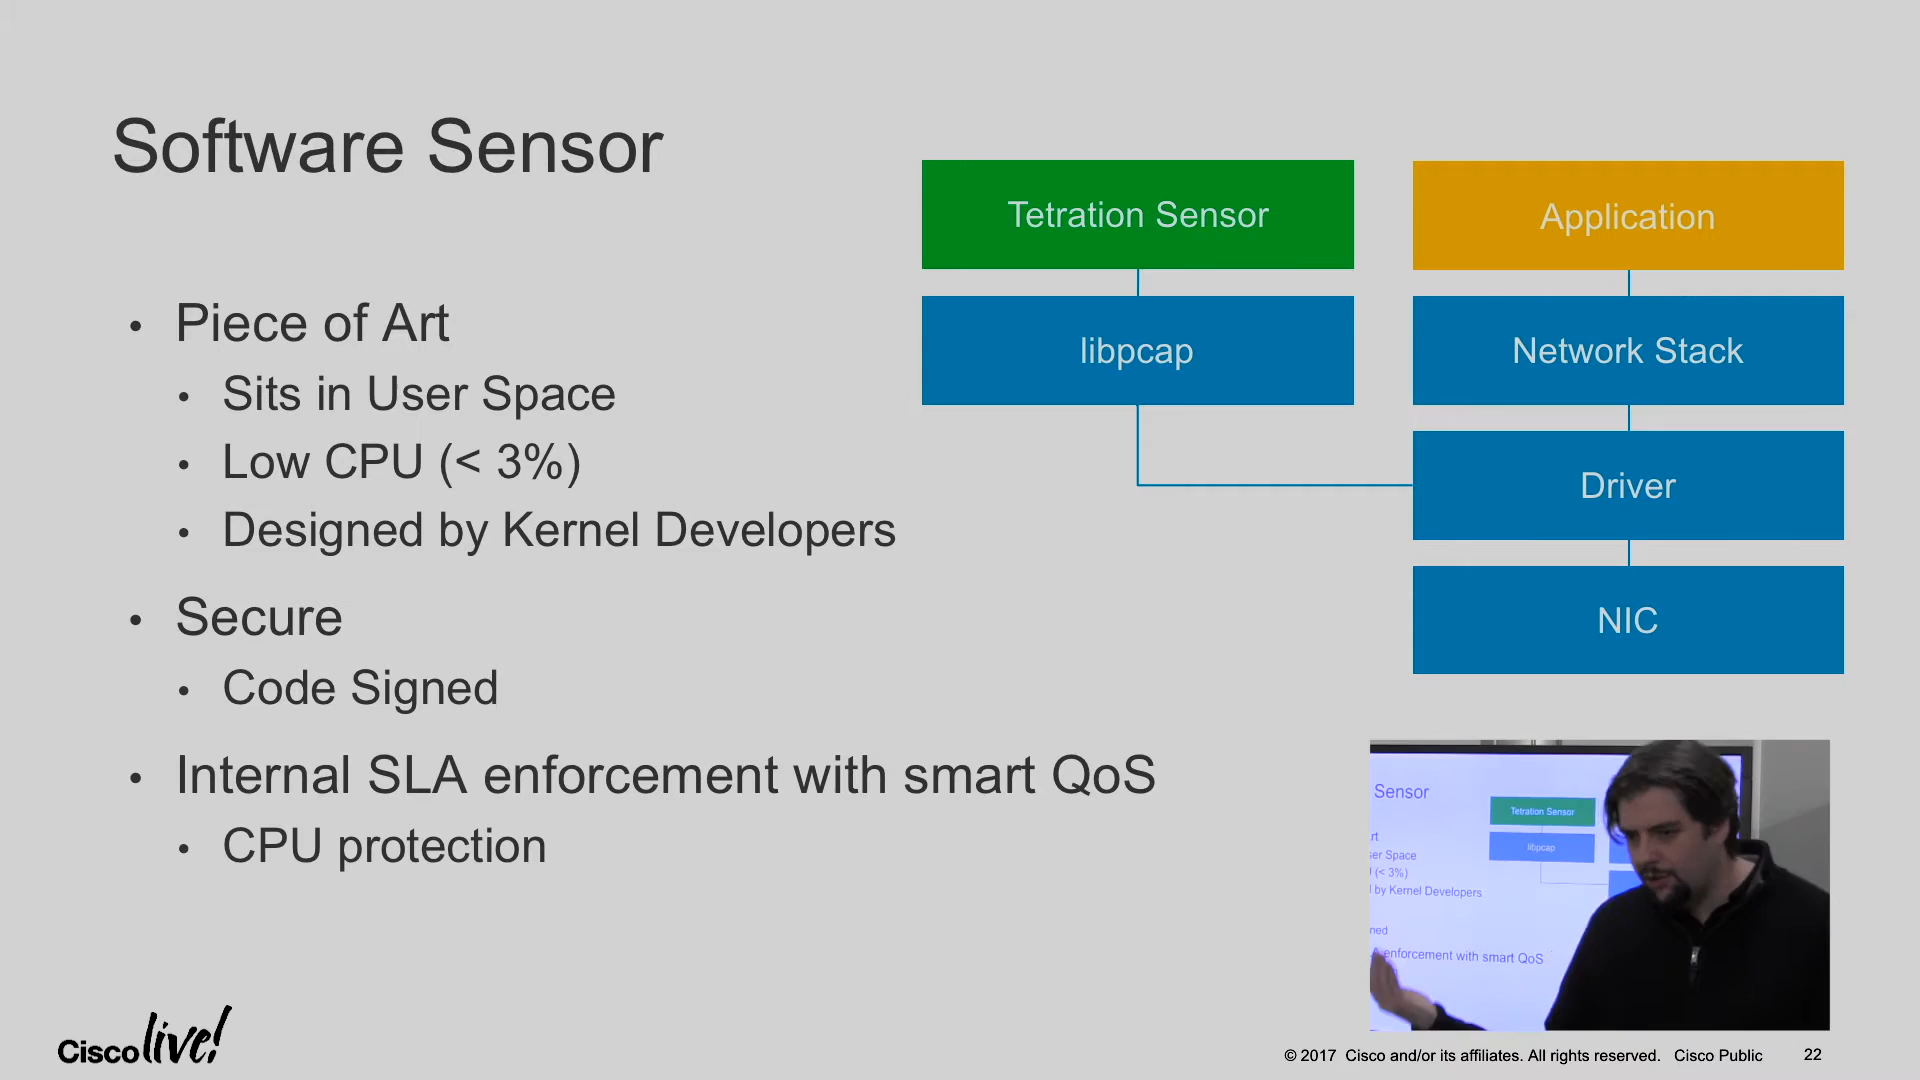 Software Sensor
• Piece of Art
• Sits in User Space
• Low CPU (< 3%)
• Designed by Kernel Developers
• Secure
• Code Signed
• Internal SLA enforcement with smart QoS
• CPU protection
Tetration Sensor
Application
libpcap
Network Stack
Driver
NIC
Sensor
Tetration Sensor
libpcap
Space
(< 3%)
by Kernel Developers
enforcement with smart QoS
Cisco live!
© 2017 Cisco and/or its affiliates. All rights reserved. Cisco Public
22